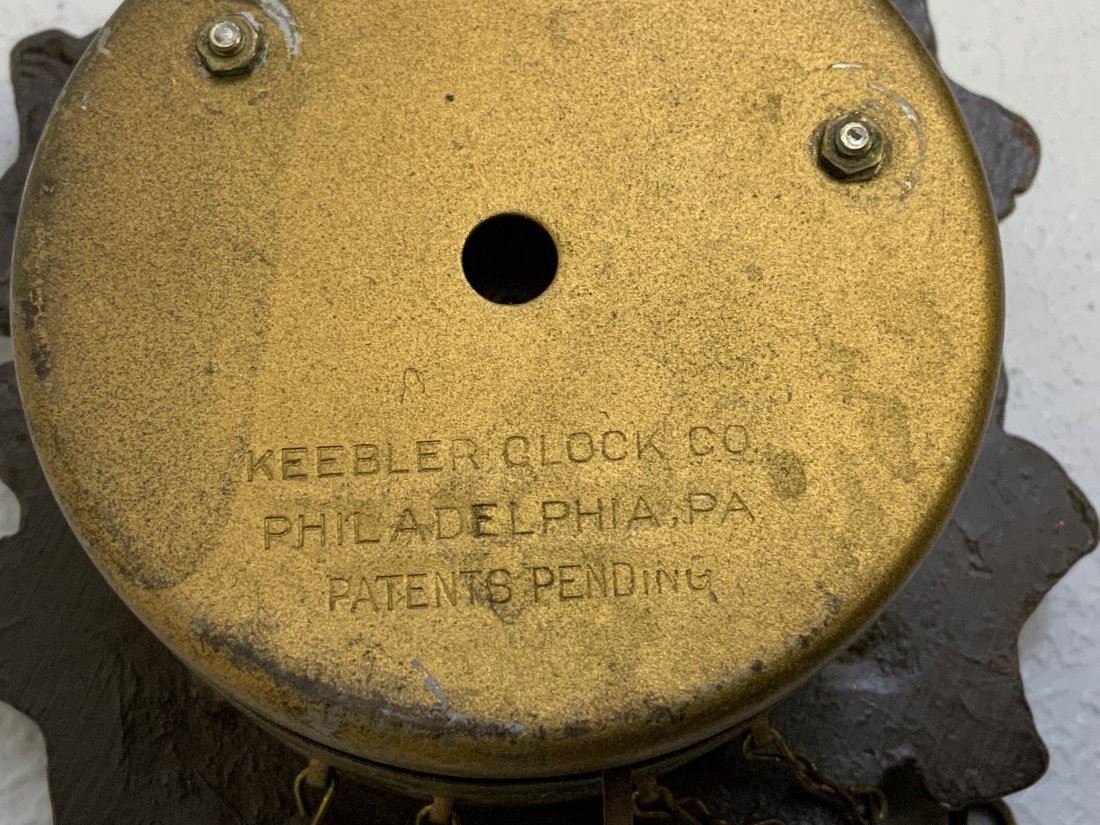 KEEBLER CLOCK CO.
PHILADELPHIA, PA
PATENTS PENDING